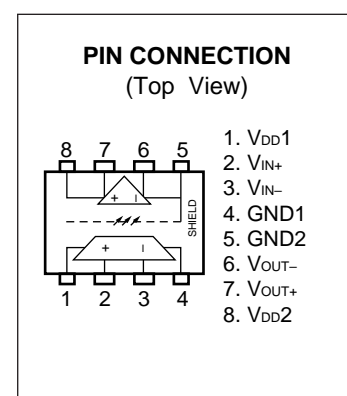 PIN CONNECTION
(Top View)
8 7 6 5
+ −
SHIELD
+ −
1 2 3 4
1. VDD1
2. VIN+
3. VIN−
4. GND1
5. GND2
6. VOUT−
7. VOUT+
8. VDD2